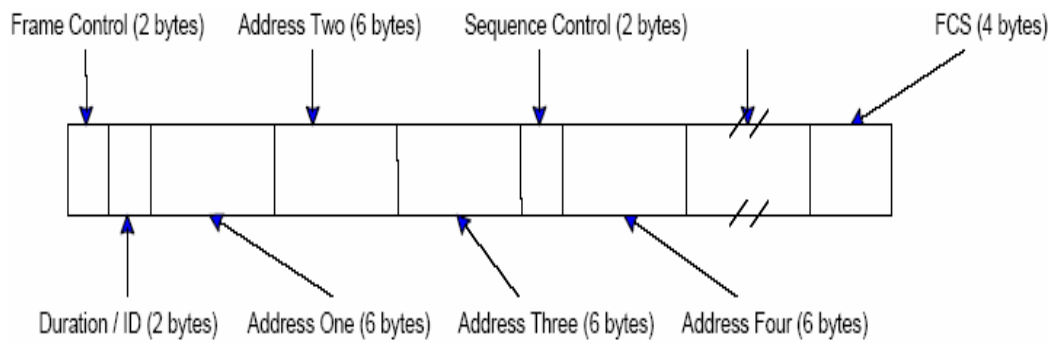 Frame Control (2 bytes) Address Two (6 bytes) Sequence Control (2 bytes) FCS (4 bytes)
Duration / ID (2 bytes) Address One (6 bytes) Address Three (6 bytes) Address Four (6 bytes)